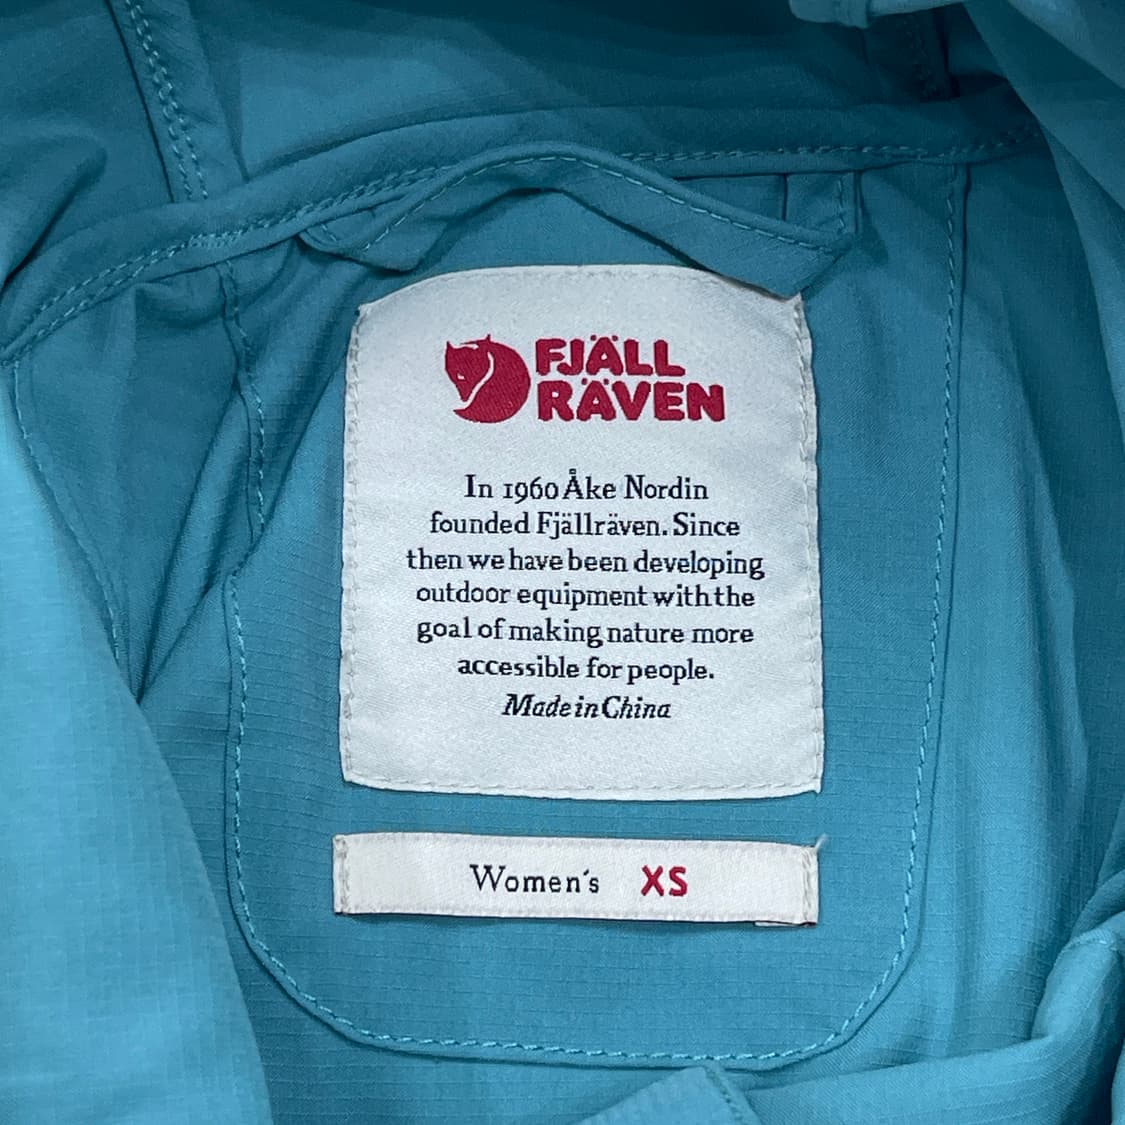 FJÄLL
RÄVEN
In 1960 Åke Nordin
founded Fjällräven. Since
then we have been developing
outdoor equipment with the
goal of making nature more
accessible for people.
Made in China
Women's XS